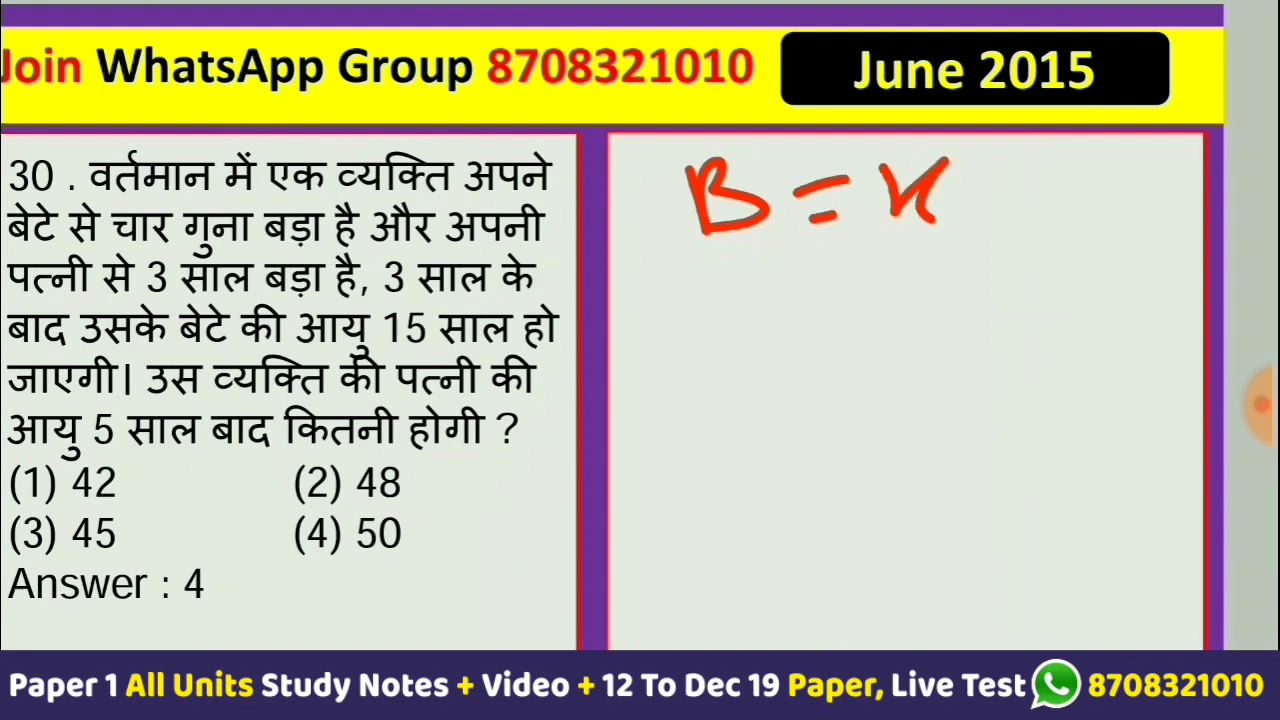 Join WhatsApp Group 8708321010
June 2015
30 . वर्तमान में एक व्यक्ति अपने
बेटे से चार गुना बड़ा है और अपनी
पत्नी से 3 साल बड़ा है, 3 साल के
बाद उसके बेटे की आयु 15 साल हो
जाएगी| उस व्यक्ति की पत्नी की
आयु 5 साल बाद कितनी होगी ?
(1) 42 (2) 48
(3) 45 (4) 50
Answer : 4
B = x
Paper 1 All Units Study Notes + Video + 12 To Dec 19 Paper, Live Test 8708321010